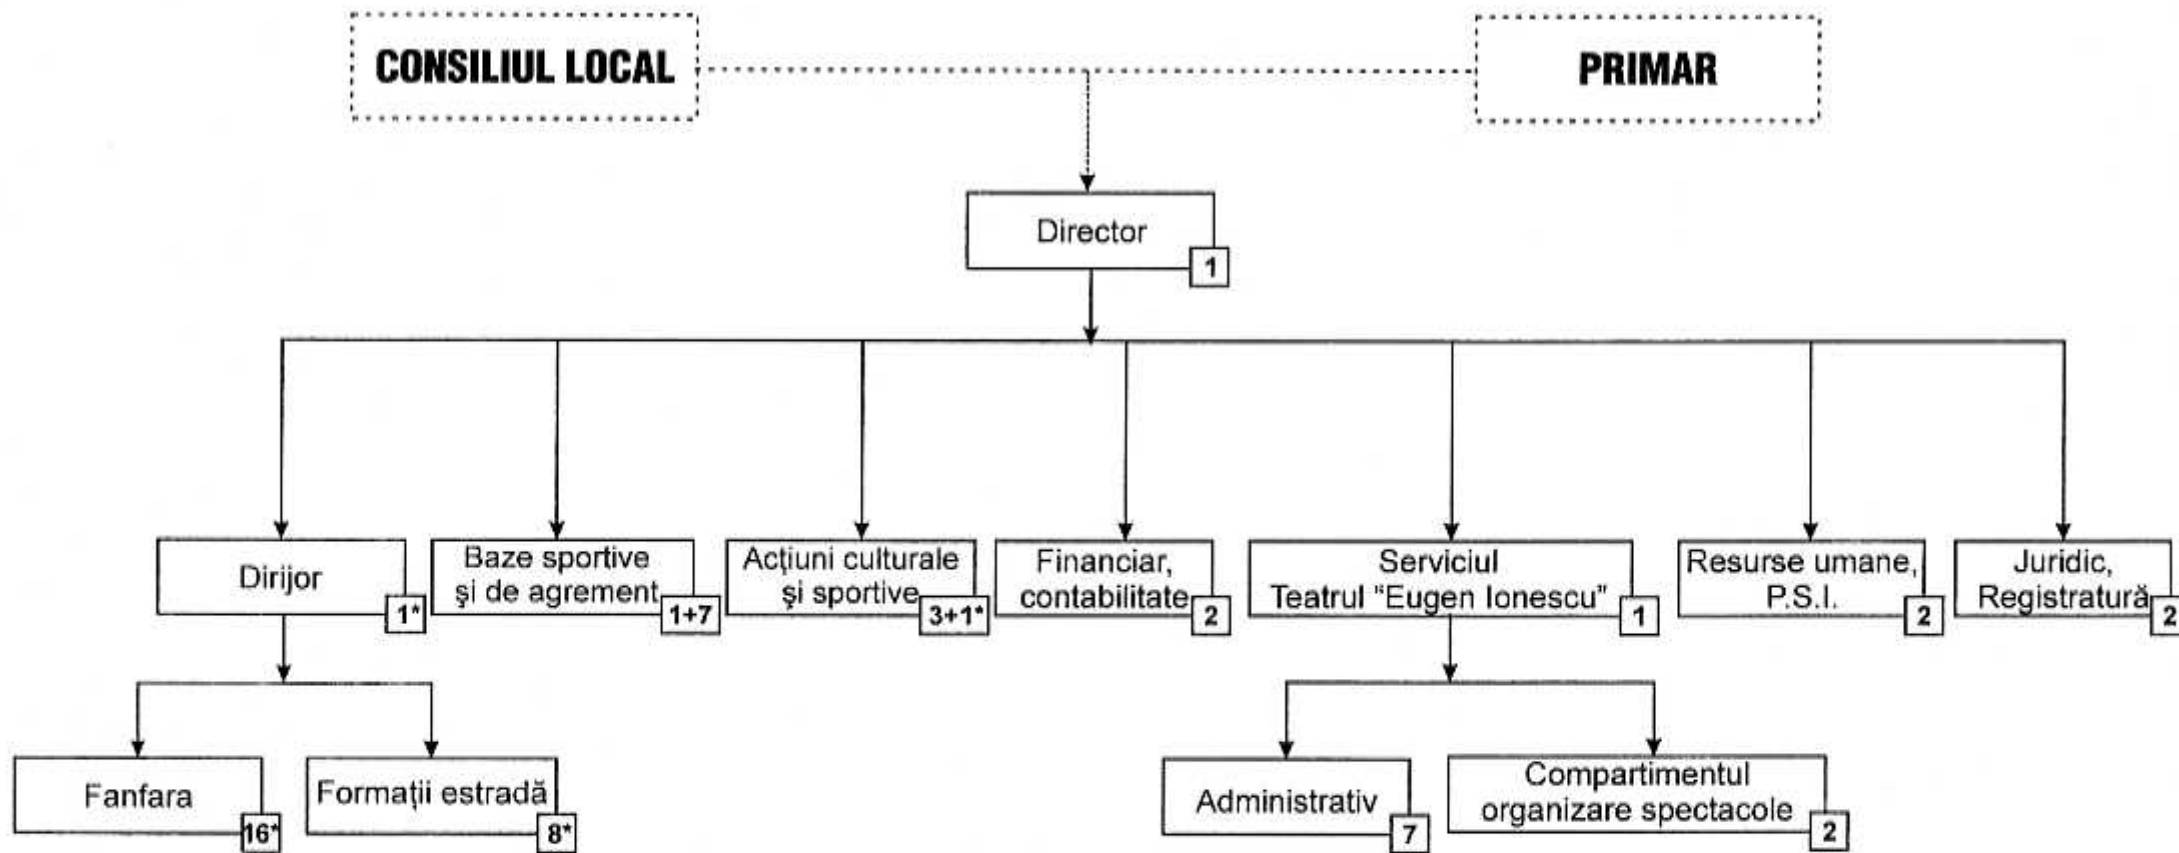 CONSILIUL LOCAL
PRIMAR
Director
1
Dirijor
1*
Baze sportive
şi de agrement
1+7
Acţiuni culturale
şi sportive
3+1*
Financiar,
contabilitate
2
Serviciul
Teatrul “Eugen Ionescu”
1
Resurse umane,
P.S.I.
2
Juridic,
Registratură
2
Fanfara
16*
Formaţii estradă
8*
Administrativ
7
Compartimentul
organizare spectacole
2